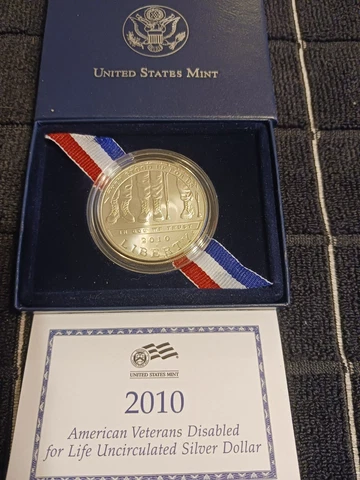 UNITED STATES MINT
IN GOD WE TRUST
2010
LIBERTY
UNITED STATES MINT
2010
American Veterans Disabled
for Life Uncirculated Silver Dollar